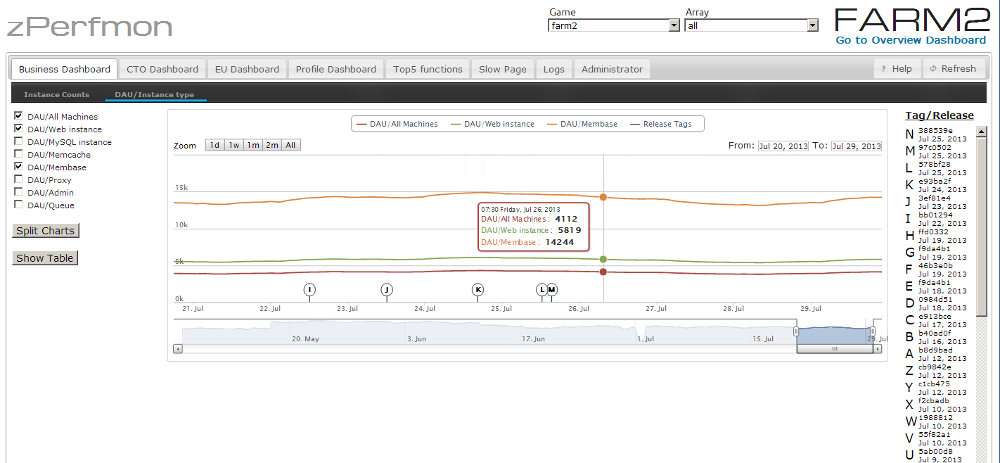 zPerfmon
Game
Array
farm2
all
FARM2
Go to Overview Dashboard
Business Dashboard
CTO Dashboard
EU Dashboard
Profile Dashboard
Top5 functions
Slow Page
Logs
Administrator
? Help
Refresh
Instance Counts
DAU/Instance type
DAU/All Machines
DAU/Web instance
DAU/MySQL instance
DAU/Memcache
DAU/Membase
DAU/Proxy
DAU/Admin
DAU/Queue
Split Charts
Show Table
DAU/All Machines
DAU/Web instance
DAU/Membase
Release Tags
Zoom
1d
1w
1m
2m
All
From: Jul 20, 2013 To: Jul 29, 2013
15k
10k
5k
0k
07:30 Friday, Jul 26, 2013
DAU/All Machines : 4112
DAU/Web instance : 5819
DAU/Membase : 14244
I
J
K
L
M
21. Jul
22. Jul
23. Jul
24. Jul
25. Jul
26. Jul
27. Jul
28. Jul
29. Jul
20. May
3. Jun
17. Jun
1. Jul
15. Jul
29. Jul
Tag/Release
N 388539e
Jul 25, 2013
M 97c0502
Jul 25, 2013
L 578bf28
Jul 25, 2013
K e93ba2f
Jul 24, 2013
J 3ef81e4
Jul 23, 2013
I bb01294
Jul 22, 2013
H ffd0332
Jul 19, 2013
G f9da4b1
Jul 19, 2013
F 46b3a0b
Jul 19, 2013
E f9da4b1
Jul 18, 2013
D 0984d51
Jul 18, 2013
C e913bce
Jul 17, 2013
B b40ad0f
Jul 16, 2013
A b8d9bad
Jul 12, 2013
Z cb9842e
Jul 12, 2013
Y c1cb475
Jul 12, 2013
X f2cbadb
Jul 10, 2013
W 1988812
Jul 10, 2013
V 55f82a1
Jul 10, 2013
U 5ab00d8
Jul 9, 2013